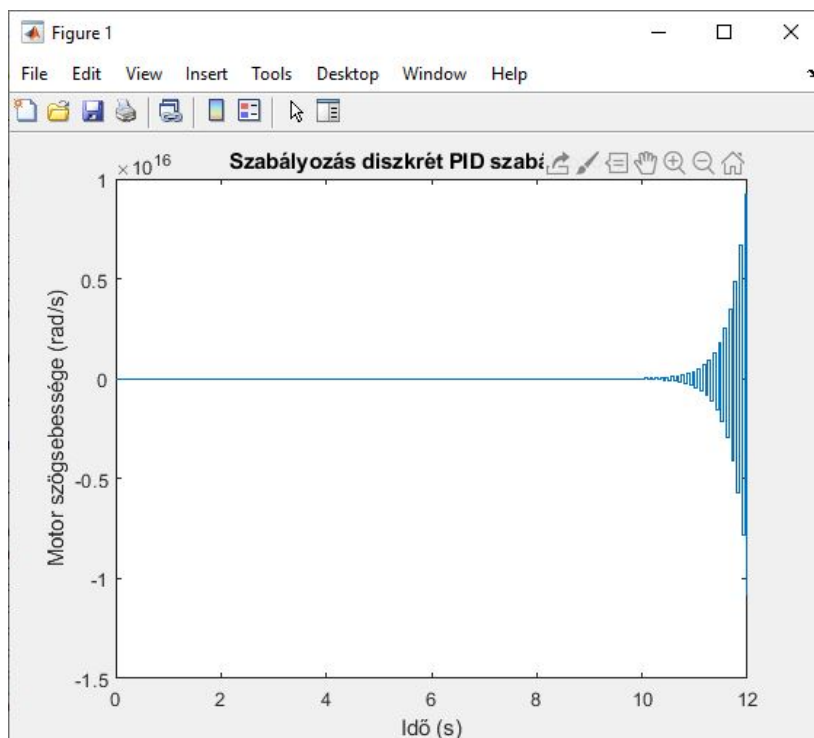 Figure 1
File Edit View Insert Tools Desktop Window Help
×10^16
Szabályozás diszkrét PID
1
0.5
0
-0.5
-1
-1.5
0 2 4 6 8 10 12
Motor szögsebessége (rad/s)
Idő (s)